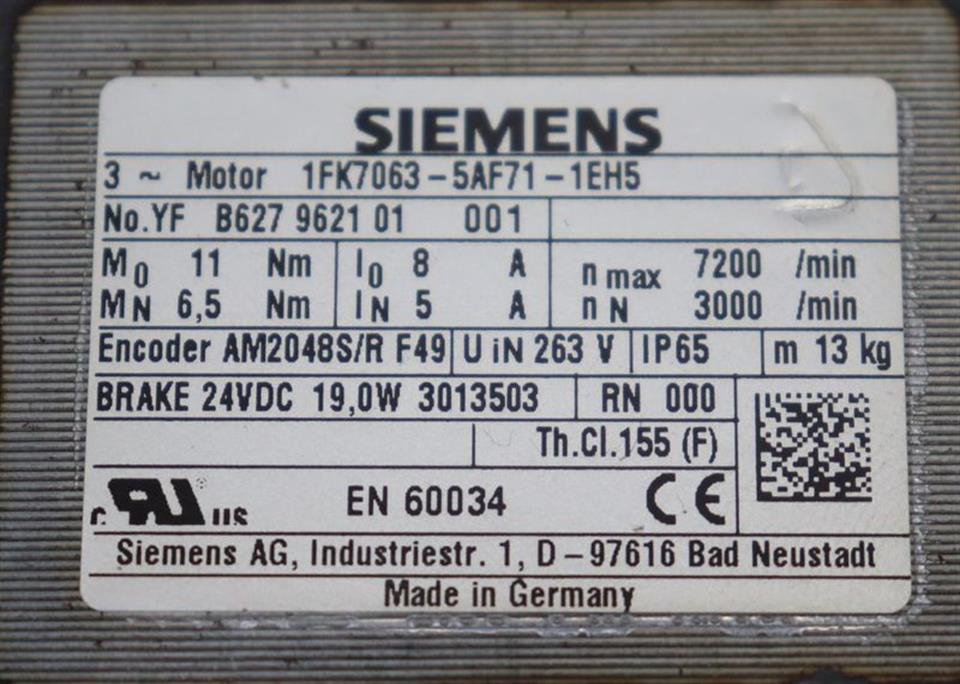 SIEMENS
3 ~ Motor 1FK7063-5AF71-1EH5
No.YF B627 9621 01 001
M0 11 Nm I0 8 A n max 7200 /min
MN 6,5 Nm IN 5 A n N 3000 /min
Encoder AM2048S/R F49 U iN 263 V IP65 m 13 kg
BRAKE 24VDC 19,0W 3013503 RN 000
Th.Cl.155 (F)
c RU US EN 60034 CE
Siemens AG, Industriestr. 1, D-97616 Bad Neustadt
Made in Germany